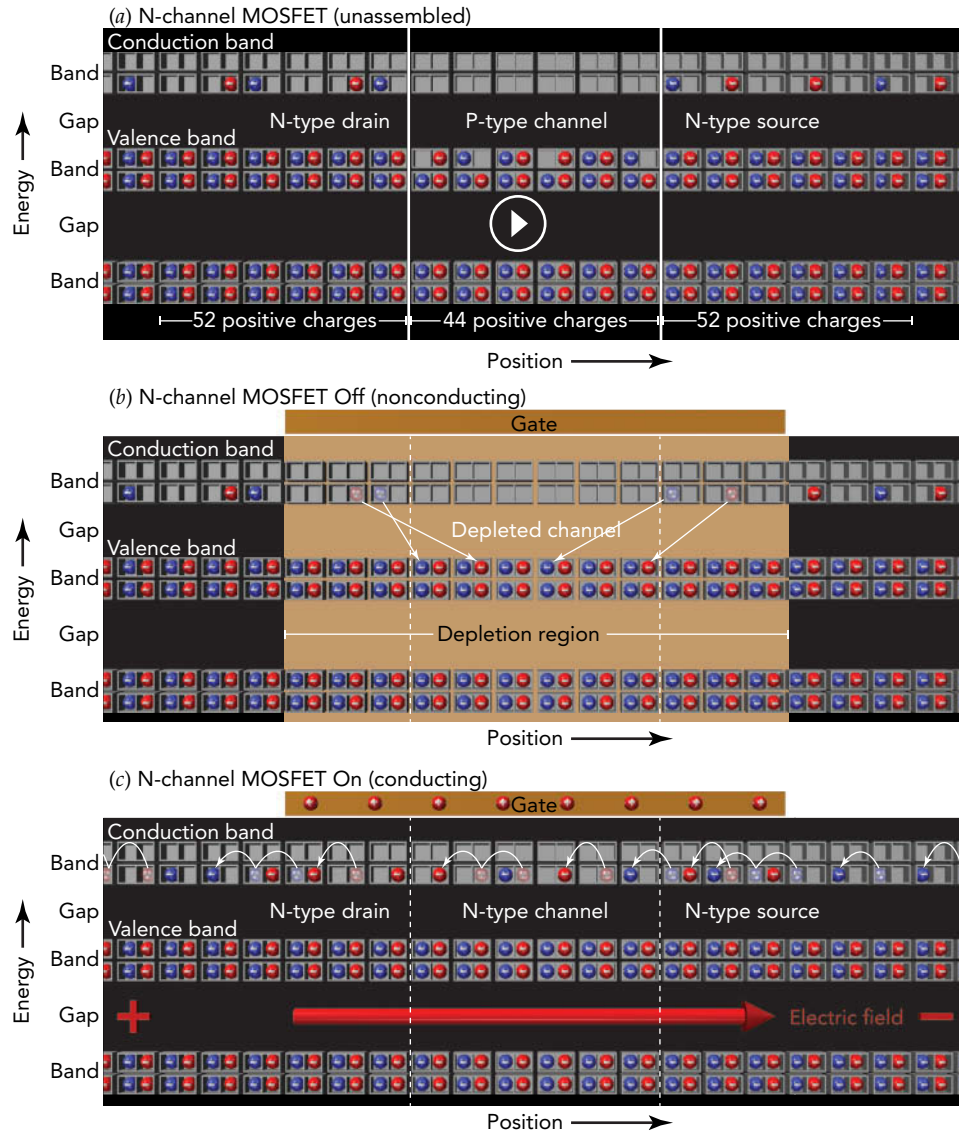 (a) N-channel MOSFET (unassembled)
Conduction band
Band
Gap
N-type drain
P-type channel
N-type source
Valence band
Band
Gap
Band
52 positive charges
44 positive charges
52 positive charges
Energy
Position
(b) N-channel MOSFET Off (nonconducting)
Gate
Conduction band
Band
Gap
Depleted channel
Valence band
Band
Gap
Depletion region
Band
Energy
Position
(c) N-channel MOSFET On (conducting)
Gate
Conduction band
Band
Gap
N-type drain
N-type channel
N-type source
Valence band
Band
Gap
+
Electric field
−
Band
Energy
Position